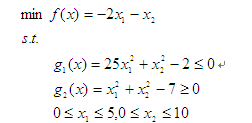 min f(x) = −2x₁ − x₂
s.t.
g₁(x) = 25x₁² + x₂² − 2 ≤ 0↵
g₂(x) = x₁² + x₂² − 7 ≥ 0
0 ≤ x₁ ≤ 5,0 ≤ x₂ ≤ 10